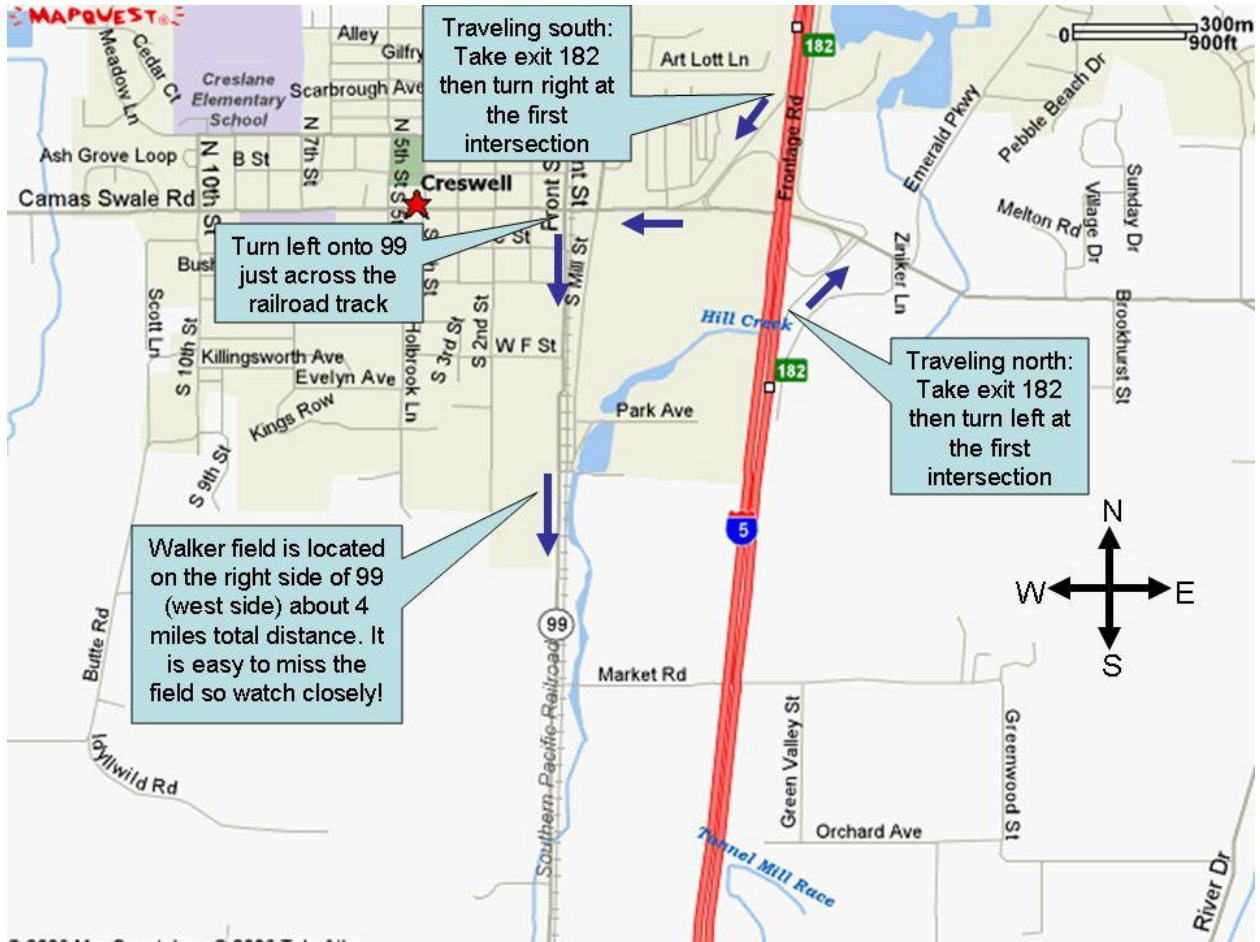 MAPQUEST
300m
0
900ft
Traveling south:
Take exit 182
then turn right at
the first
intersection
182
Alley
Gilfry
Art Lott Ln
Meadow Ln
Cedar Ct
Creslane
Elementary
School
Scarbrough Ave
N 7th St
N 5th St
N 10th St
B St
Ash Grove Loop
Camas Swale Rd
Creswell
Front S
nt St
Frontage Rd
Emerald Pkwy
Pebble Beach Dr
Sunday Dr
Village Dr
Melton Rd
Ziniker Ln
Brookhurst St
Turn left onto 99
just across the
railroad track
St
S Mill St
Bus
Scott Ln
S 10th St
Killingsworth Ave
Evelyn Ave
Kings Row
S 9th St
Holbrook Ln
S 3rd St
S 2nd St
W F St
Hill Creek
Park Ave
182
Traveling north:
Take exit 182
then turn left at
the first
intersection
5
N
W
E
S
Walker field is located
on the right side of 99
(west side) about 4
miles total distance. It
is easy to miss the
field so watch closely!
99
Southern Pacific Railroad
Butte Rd
Idyllwild Rd
Market Rd
Green Valley St
Greenwood St
Orchard Ave
Tunnel Mill Race
River Dr